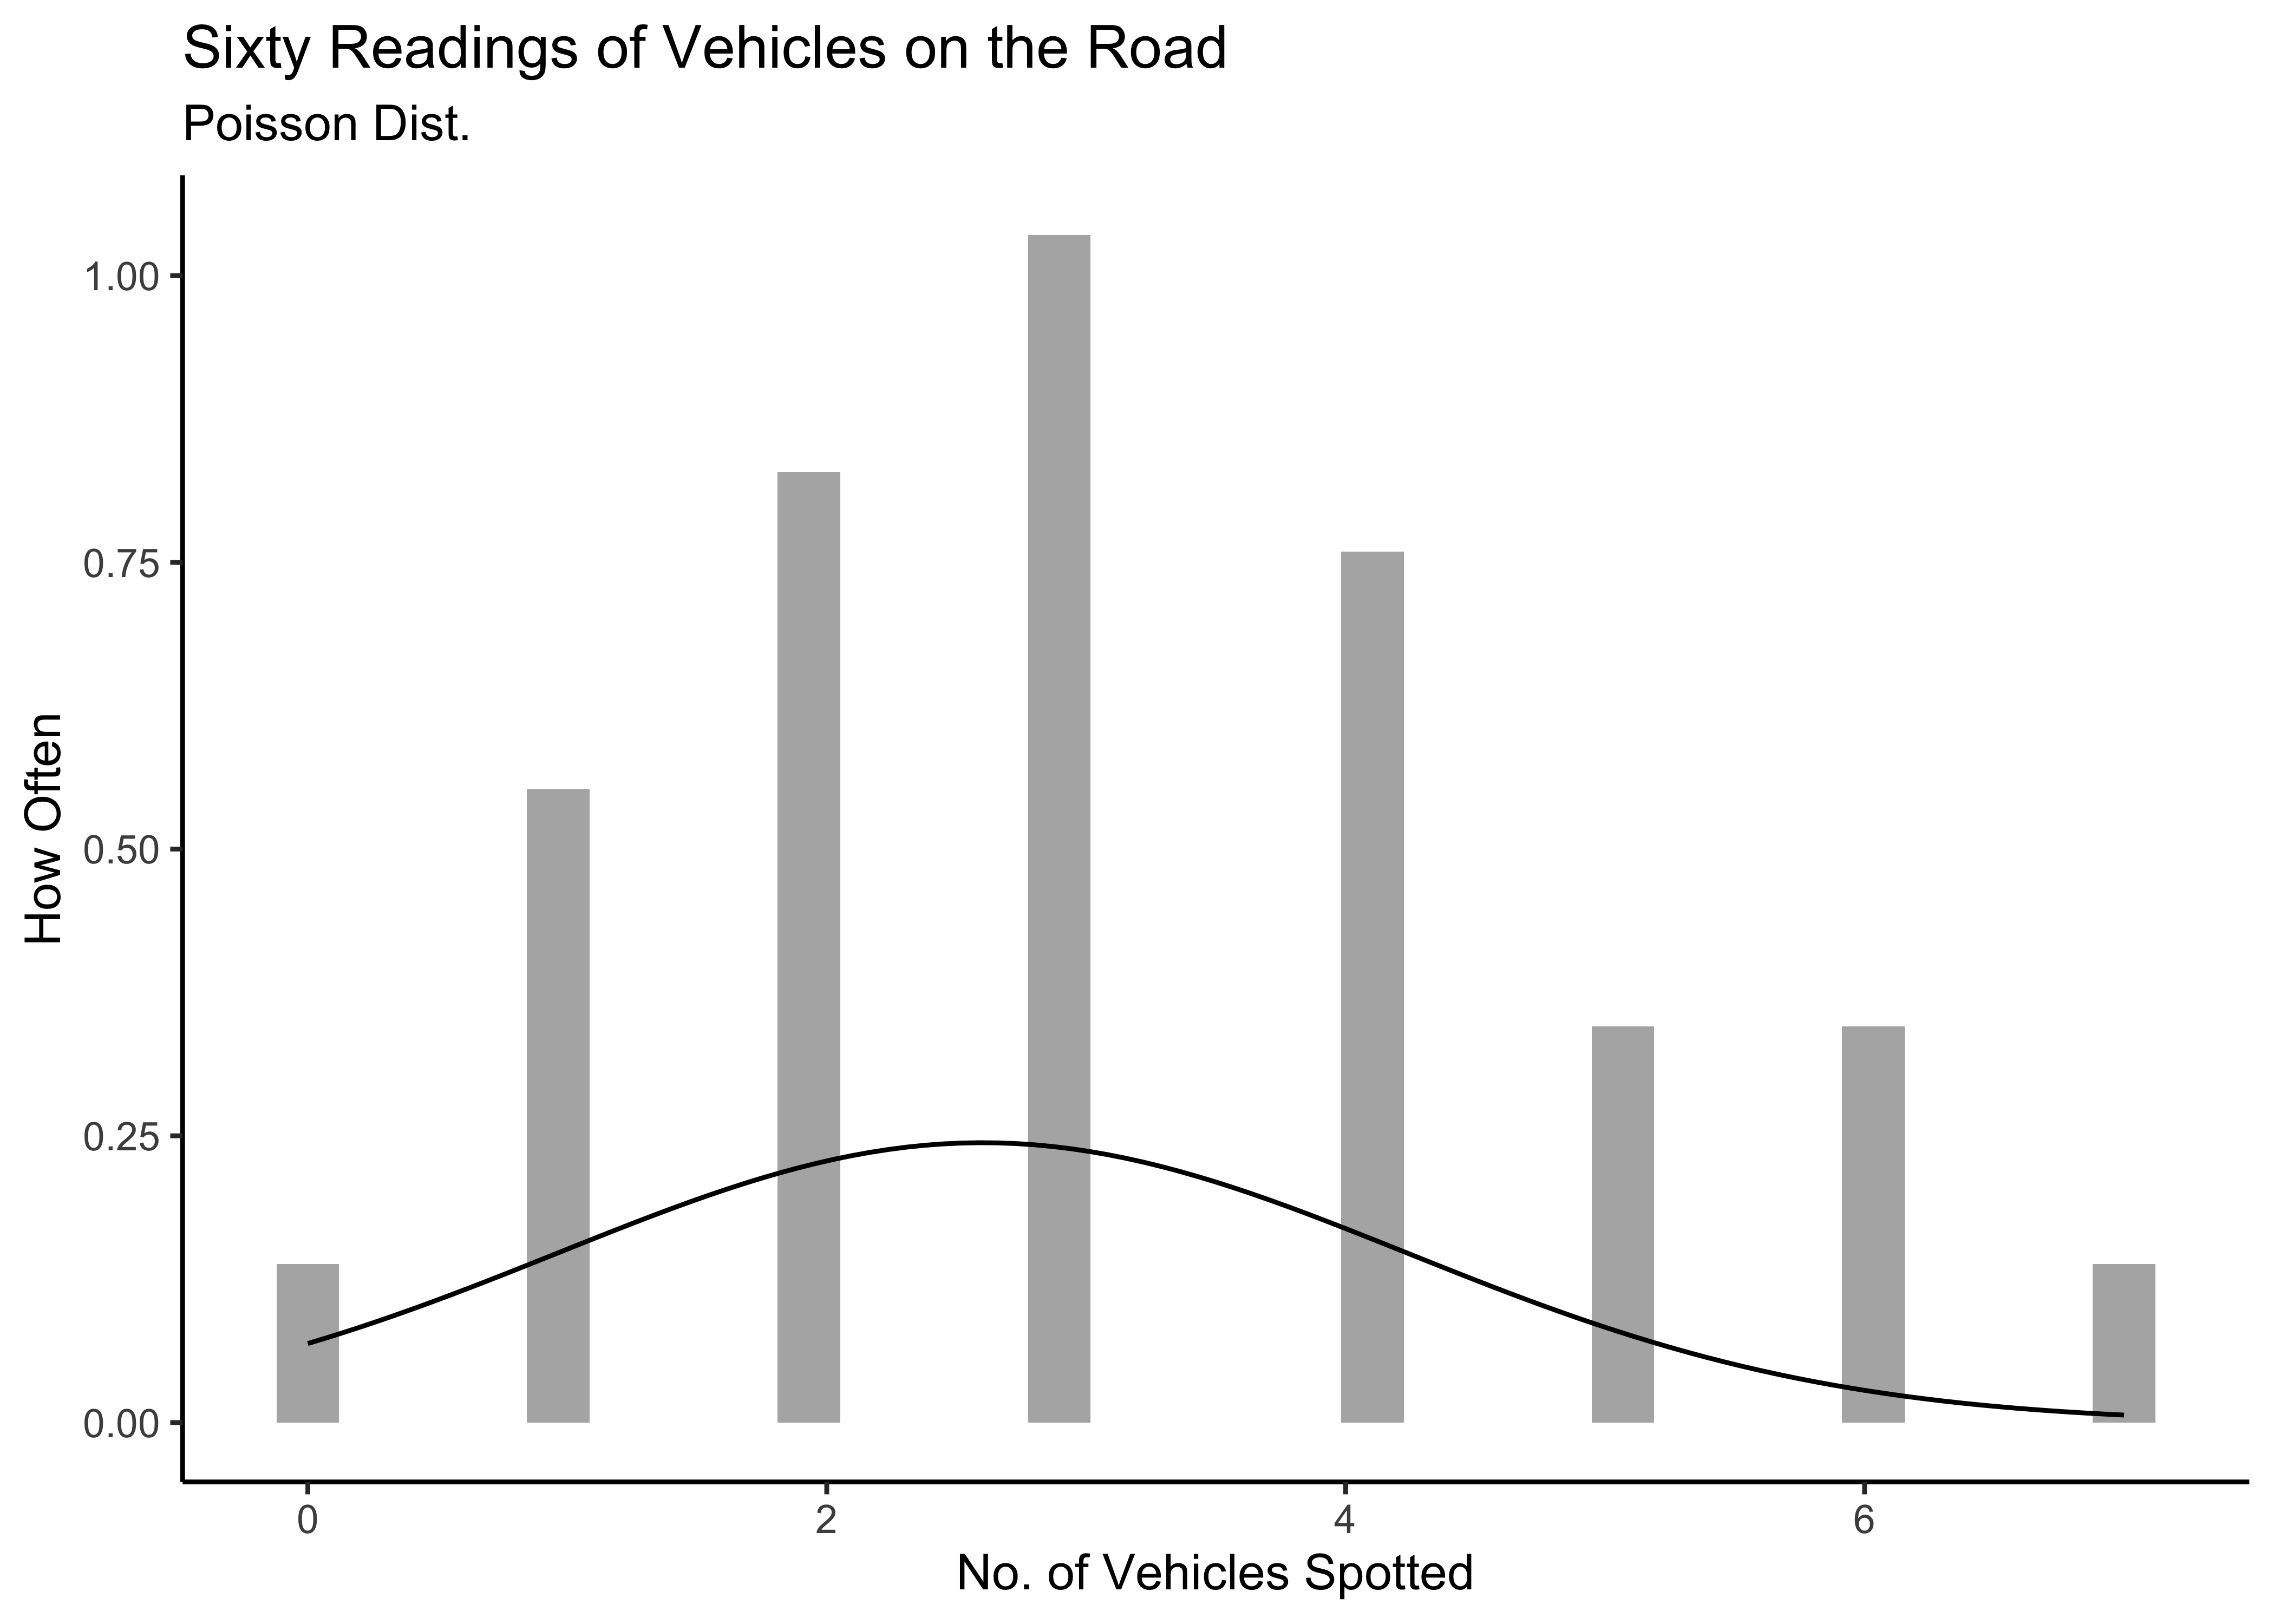 Sixty Readings of Vehicles on the Road
Poisson Dist.
1.00
0.75
0.50
0.25
0.00
How Often
0 2 4 6
No. of Vehicles Spotted